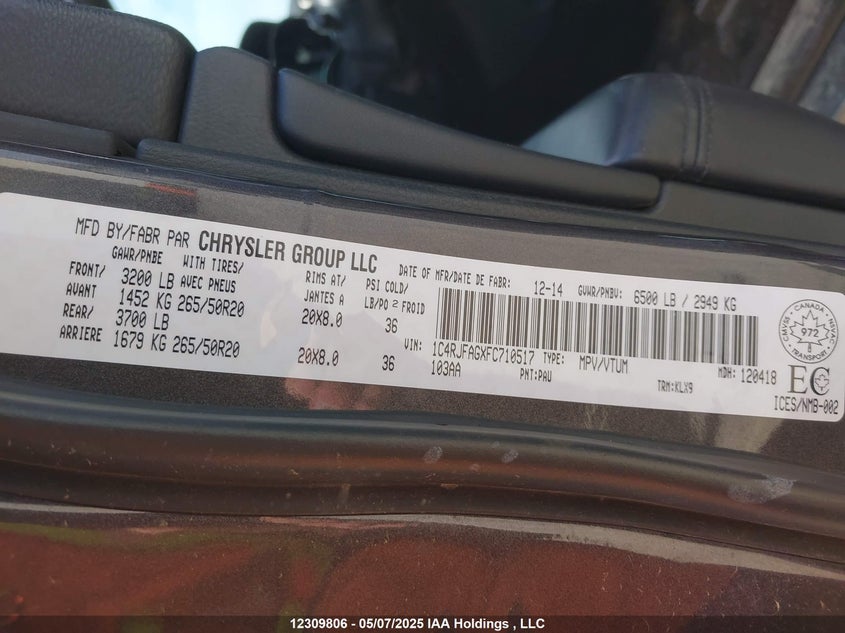 MFD BY/FABR PAR CHRYSLER GROUP LLC DATE OF MFR/DATE DE FABR: 12-14 GVWR/PNBV: 6500 LB / 2949 KG
GAWR/PNBE WITH TIRES/ RIMS AT/ PSI COLD/
FRONT/ 3200 LB AVEC PNEUS JANTES A LB/PO² FROID
AVANT 1452 KG 265/50R20 20X8.0 36
REAR/ 3700 LB
ARRIERE 1679 KG 265/50R20 20X8.0 36
VIN: 1C4RJFAGXFC710517 TYPE: MPV/VTUM MDH: 120418
103AA PNT: PAU TRM: KLX9
CANADA
CMVSS NSVAC
972
TRANSPORT
EC
ICES/NMB-002
12309806 - 05/07/2025 IAA Holdings , LLC